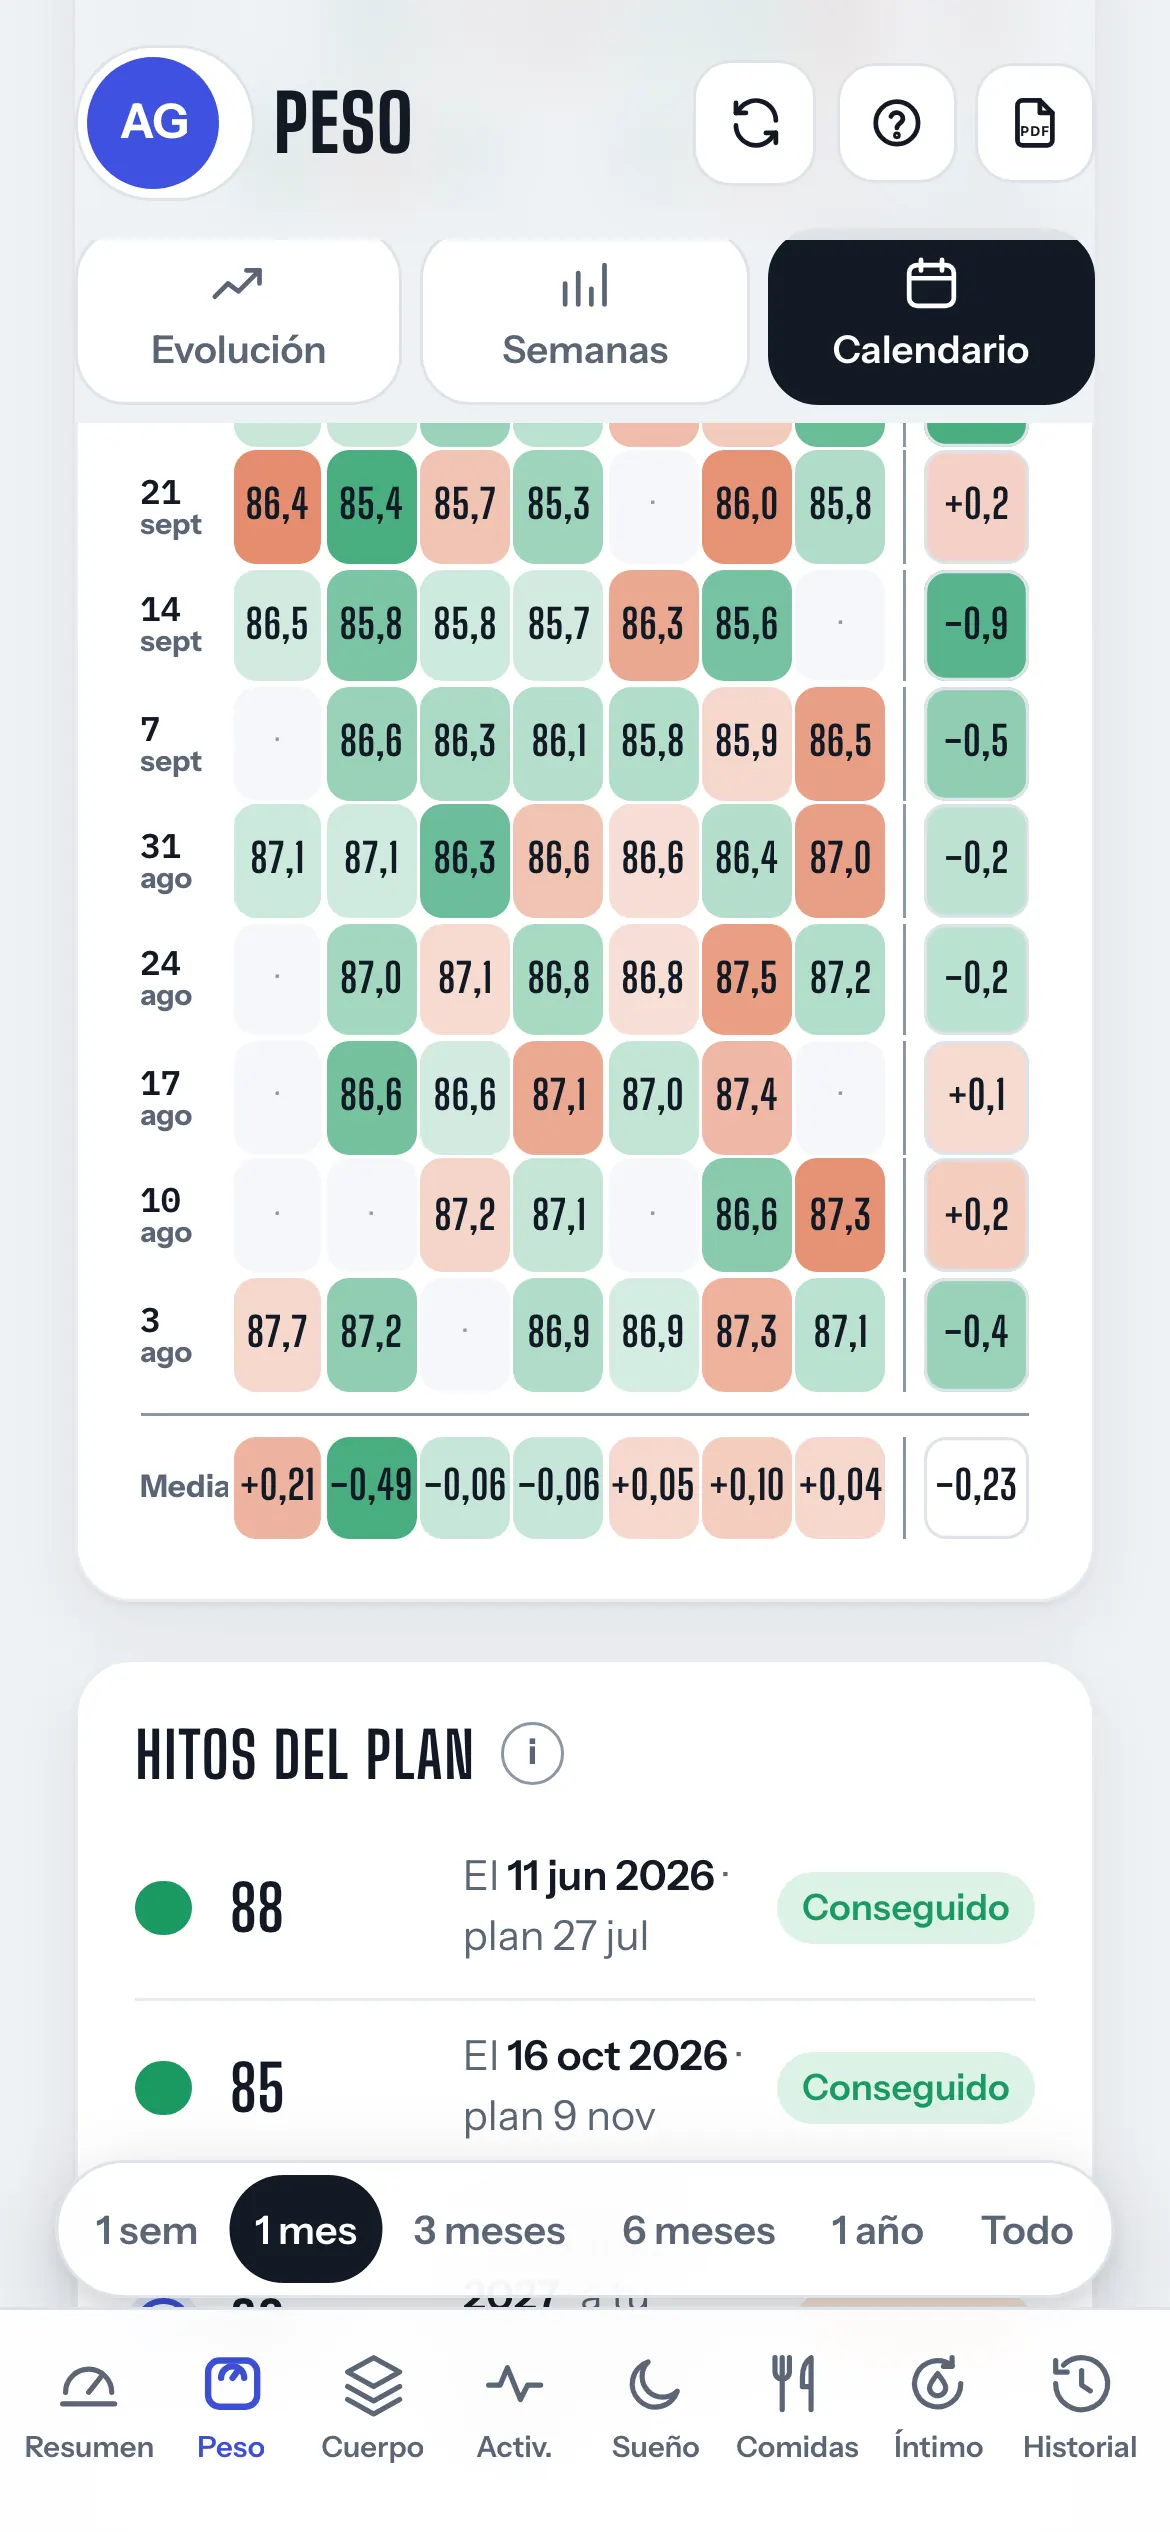 AG PESO PDF
Evolución Semanas Calendario
21 sept 86,4 85,4 85,7 85,3 · 86,0 85,8 +0,2
14 sept 86,5 85,8 85,8 85,7 86,3 85,6 · −0,9
7 sept · 86,6 86,3 86,1 85,8 85,9 86,5 −0,5
31 ago 87,1 87,1 86,3 86,6 86,6 86,4 87,0 −0,2
24 ago · 87,0 87,1 86,8 86,8 87,5 87,2 −0,2
17 ago · 86,6 86,6 87,1 87,0 87,4 · +0,1
10 ago · · 87,2 87,1 · 86,6 87,3 +0,2
3 ago 87,7 87,2 · 86,9 86,9 87,3 87,1 −0,4
Media +0,21 −0,49 −0,06 −0,06 +0,05 +0,10 +0,04 −0,23
HITOS DEL PLAN i
88 El 11 jun 2026 · Conseguido
plan 27 jul
85 El 16 oct 2026 · Conseguido
plan 9 nov
1 sem 1 mes 3 meses 6 meses 1 año Todo
2027 a tu
Resumen Peso Cuerpo Activ. Sueño Comidas Íntimo Historial